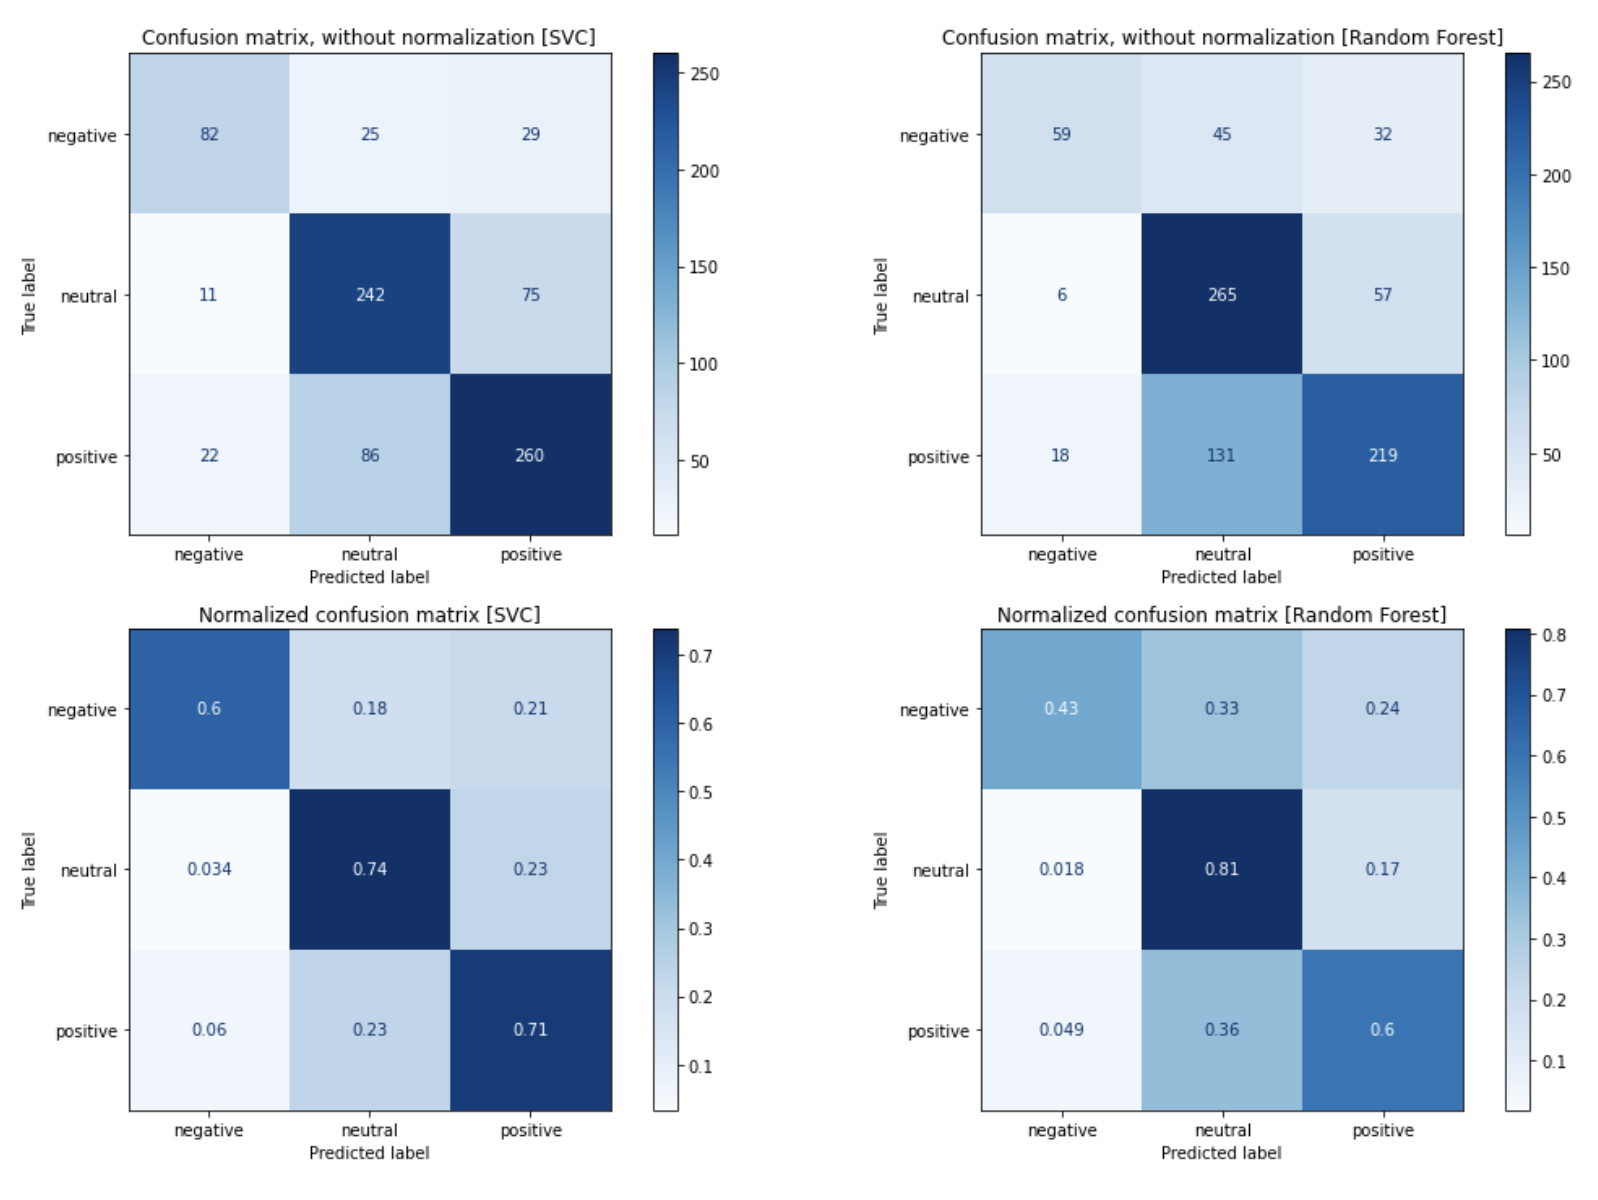 Confusion matrix, without normalization [SVC]
250
200
150
100
50
True label
negative 82 25 29
neutral 11 242 75
positive 22 86 260
negative neutral positive
Predicted label
Confusion matrix, without normalization [Random Forest]
250
200
150
100
50
True label
negative 59 45 32
neutral 6 265 57
positive 18 131 219
negative neutral positive
Predicted label
Normalized confusion matrix [SVC]
0.7
0.6
0.5
0.4
0.3
0.2
0.1
True label
negative 0.6 0.18 0.21
neutral 0.034 0.74 0.23
positive 0.06 0.23 0.71
negative neutral positive
Predicted label
Normalized confusion matrix [Random Forest]
0.8
0.7
0.6
0.5
0.4
0.3
0.2
0.1
True label
negative 0.43 0.33 0.24
neutral 0.018 0.81 0.17
positive 0.049 0.36 0.6
negative neutral positive
Predicted label